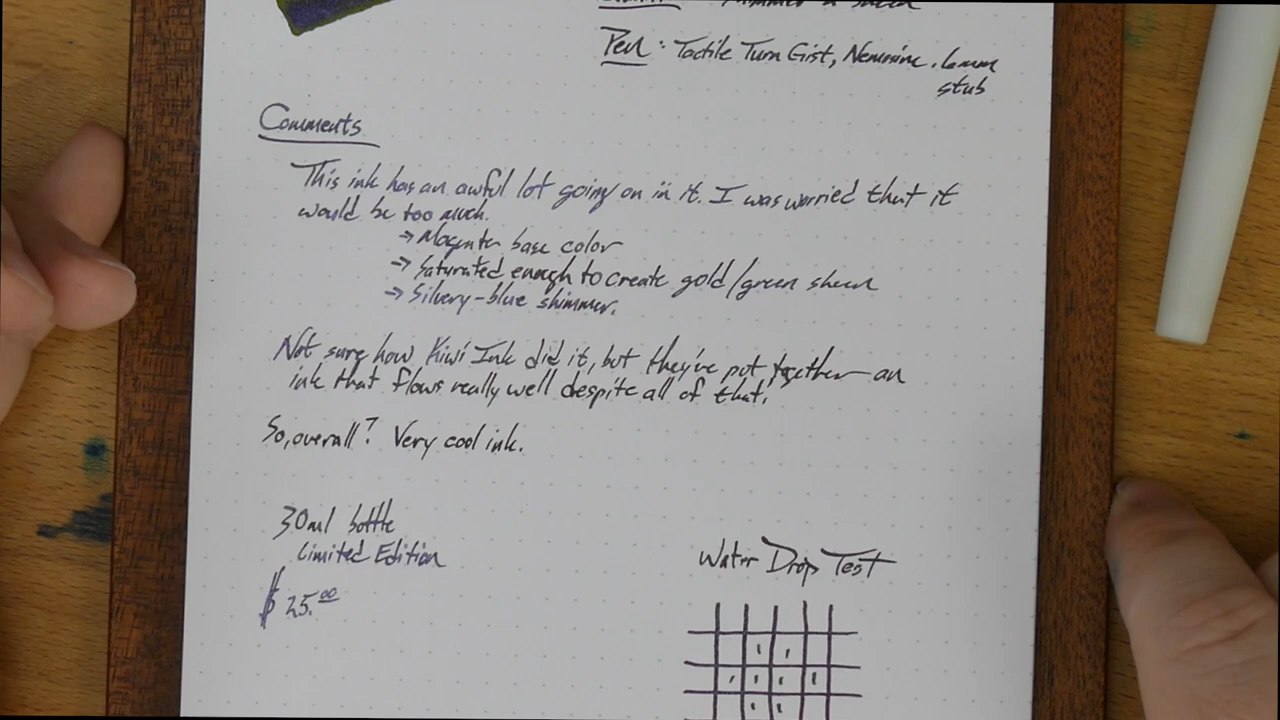 shimmer & sheen
Pen: Tactile Turn Gist, Nemosine .6mm
stub
Comments
This ink has an awful lot going on in it. I was worried that it
would be too much.
→ Magenta base color
→ Saturated enough to create gold/green sheen
→ Silvery-blue shimmer.
Not sure how Kiwi Ink did it, but they've put together an
ink that flows really well despite all of that.
So, overall? Very cool ink.
30ml bottle
Limited Edition
$25.00
Water Drop Test